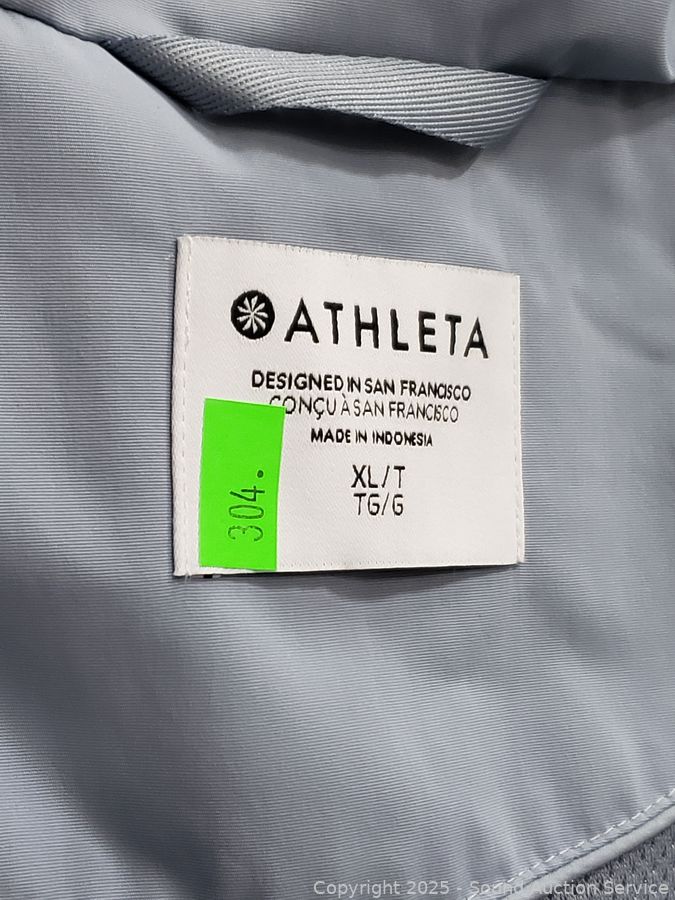 ATHLETA
DESIGNED IN SAN FRANCISCO
CONÇU À SAN FRANCISCO
MADE IN INDONESIA
XL/T
TG/G
304.
Copyright 2025 - Sound Auction Service